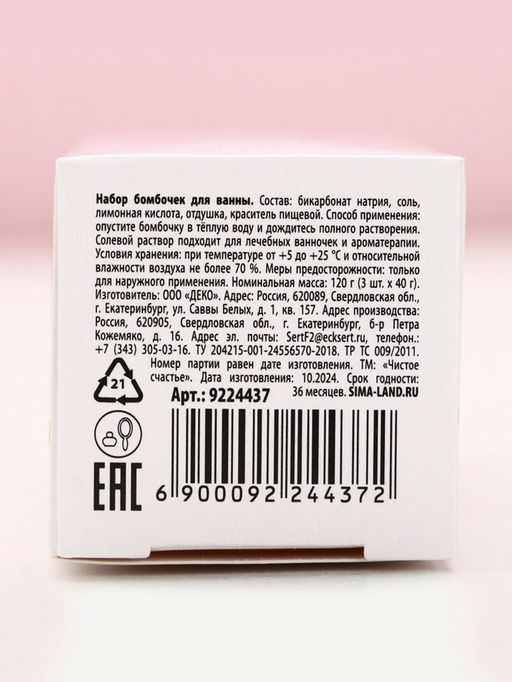 Набор бомбочек для ванны. Состав: бикарбонат натрия, соль,
лимонная кислота, отдушка, краситель пищевой. Способ применения:
опустите бомбочку в тёплую воду и дождитесь полного растворения.
Солевой раствор подходит для лечебных ванночек и ароматерапии.
Условия хранения: при температуре от +5 до +25 °C и относительной
влажности воздуха не более 70 %. Меры предосторожности: только
для наружного применения. Номинальная масса: 120 г (3 шт. х 40 г).
Изготовитель: ООО «ДЕКО». Адрес: Россия, 620089, Свердловская обл.,
г. Екатеринбург, ул. Саввы Белых, д. 1, кв. 157. Адрес производства:
Россия, 620905, Свердловская обл., г. Екатеринбург, б-р Петра
Кожемяко, д. 16. Адрес эл. почты: SertF2@ecksert.ru, телефон.:
+7 (343) 305-03-16. ТУ 204215-001-24556570-2018. ТР ТС 009/2011.
Номер партии равен дате изготовления. ТМ: «Чистое
счастье». Дата изготовления: 10.2024. Срок годности:
36 месяцев. SIMA-LAND.RU
21
Арт.: 9224437
EAC
6 900092 244372